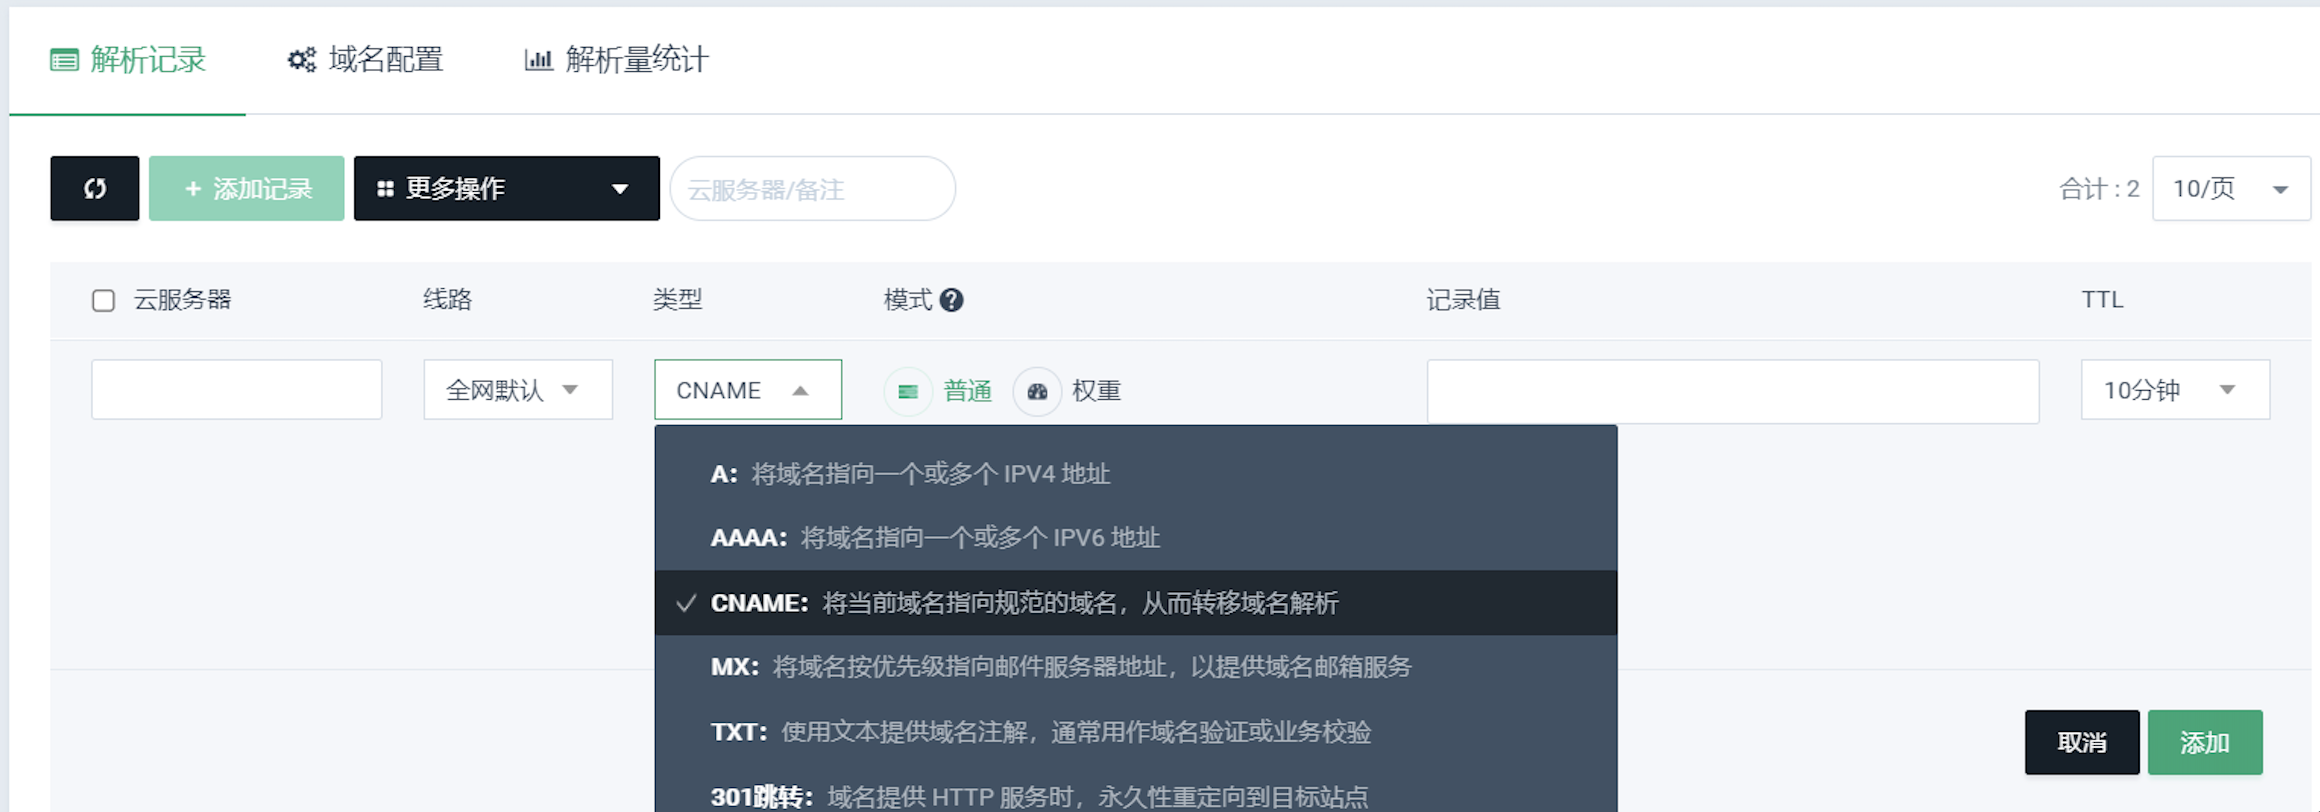 解析记录 域名配置 解析量统计
+ 添加记录 更多操作 云服务器/备注 合计 : 2 10/页
云服务器 线路 类型 模式 ? 记录值 TTL
全网默认 CNAME 普通 权重 10分钟
A: 将域名指向一个或多个 IPV4 地址
AAAA: 将域名指向一个或多个 IPV6 地址
CNAME: 将当前域名指向规范的域名，从而转移域名解析
MX: 将域名按优先级指向邮件服务器地址，以提供域名邮箱服务
TXT: 使用文本提供域名注解，通常用作域名验证或业务校验
取消 添加
301跳转: 域名提供 HTTP 服务时，永久性重定向到目标站点